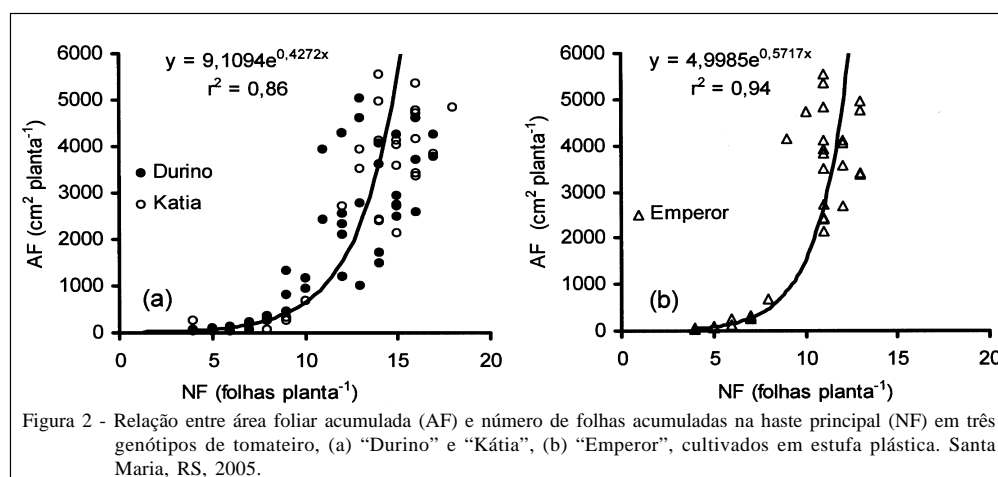 6000
5000
4000
3000
2000
1000
0
AF (cm² planta⁻¹)
y = 9,1094e^0,4272x
r² = 0,86
Durino
Katia
(a)
0 5 10 15 20
NF (folhas planta⁻¹)
6000
5000
4000
3000
2000
1000
0
AF (cm² planta⁻¹)
y = 4,9985e^0,5717x
r² = 0,94
Emperor
(b)
0 5 10 15 20
NF (folhas planta⁻¹)
Figura 2 - Relação entre área foliar acumulada (AF) e número de folhas acumuladas na haste principal (NF) em três
genótipos de tomateiro, (a) “Durino” e “Kátia”, (b) “Emperor”, cultivados em estufa plástica. Santa
Maria, RS, 2005.